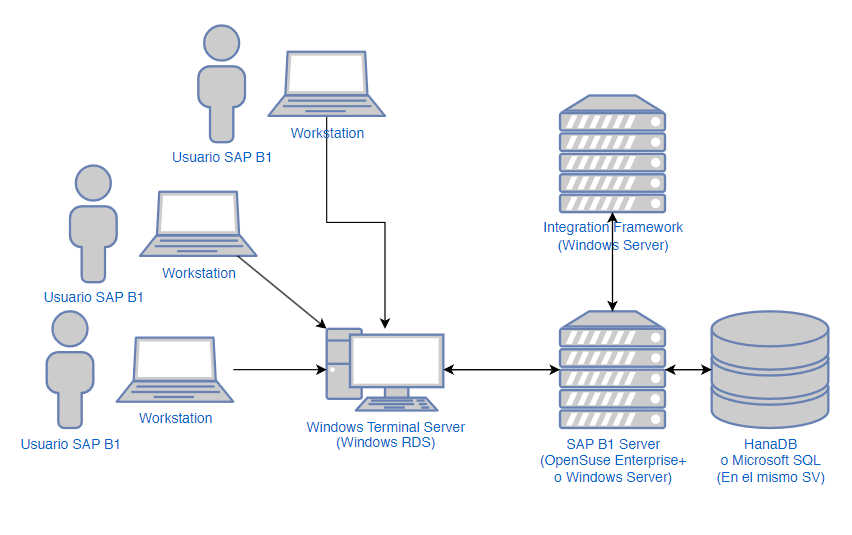 Workstation
Usuario SAP B1
Integration Framework
(Windows Server)
Workstation
Usuario SAP B1
Workstation
Usuario SAP B1
Windows Terminal Server
(Windows RDS)
SAP B1 Server
(OpenSuse Enterprise+
o Windows Server)
HanaDB
o Microsoft SQL
(En el mismo SV)